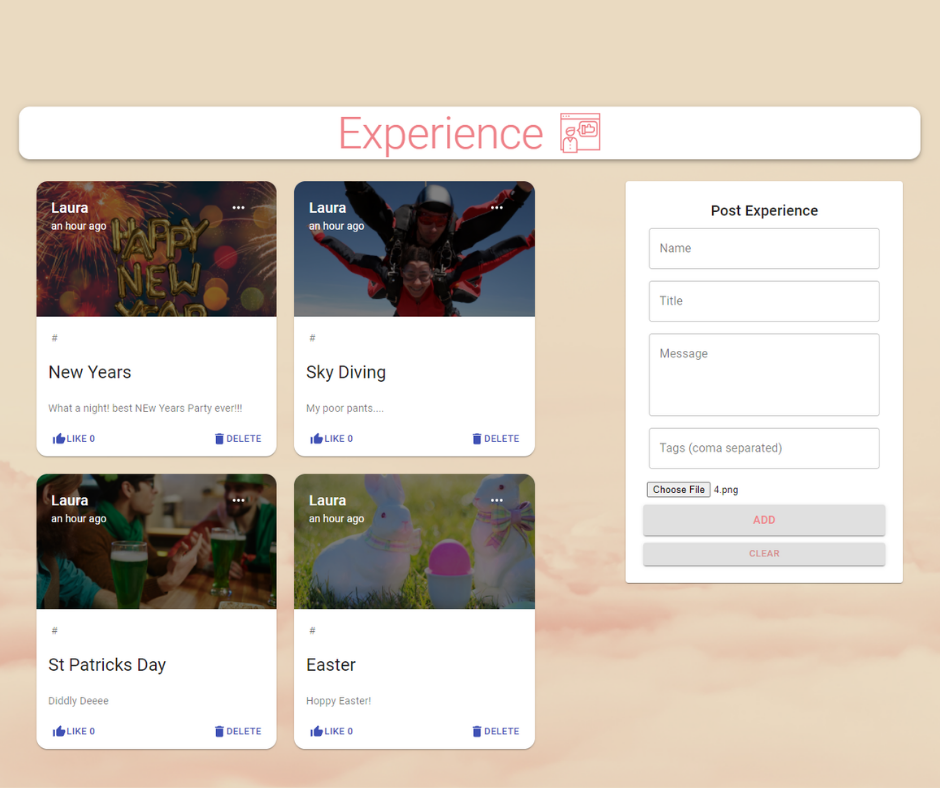 Experience
Laura
an hour ago
HAPPY
NEW
YEAR
#
New Years
What a night! best NEw Years Party ever!!!
LIKE 0
DELETE
Laura
an hour ago
#
Sky Diving
My poor pants....
LIKE 0
DELETE
Laura
an hour ago
#
St Patricks Day
Diddly Deeee
LIKE 0
DELETE
Laura
an hour ago
#
Easter
Hoppy Easter!
LIKE 0
DELETE
Post Experience
Name
Title
Message
Tags (coma separated)
Choose File 4.png
ADD
CLEAR